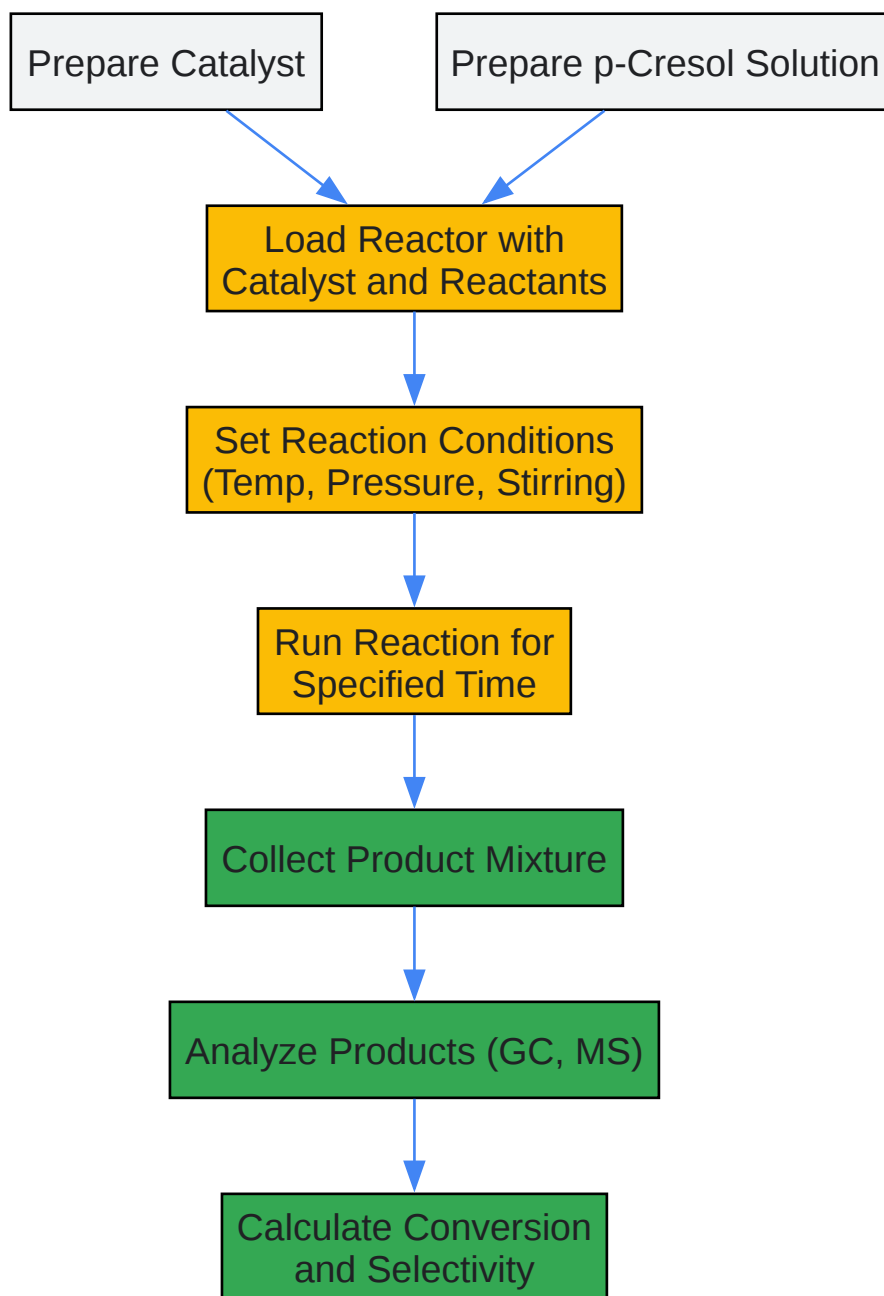 Prepare Catalyst
Prepare p-Cresol Solution
Load Reactor with
Catalyst and Reactants
Set Reaction Conditions
(Temp, Pressure, Stirring)
Run Reaction for
Specified Time
Collect Product Mixture
Analyze Products (GC, MS)
Calculate Conversion
and Selectivity